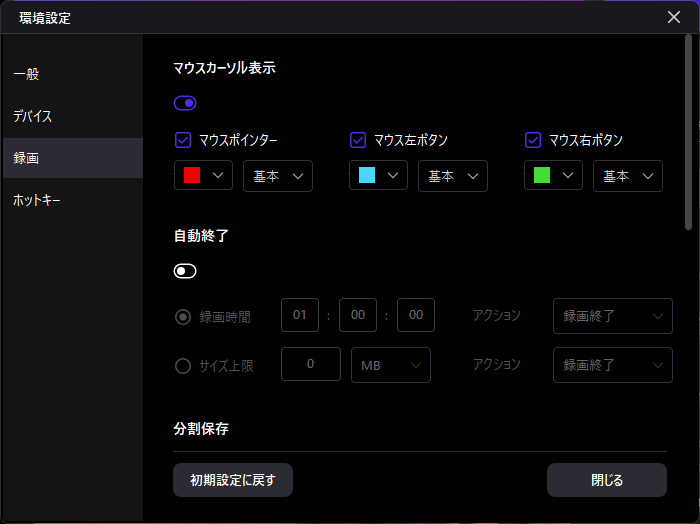 環境設定
一般
デバイス
録画
ホットキー
マウスカーソル表示
マウスポインター マウス左ボタン マウス右ボタン
基本 基本 基本
自動終了
録画時間 01 : 00 : 00 アクション 録画終了
サイズ上限 0 MB アクション 録画終了
分割保存
初期設定に戻す 閉じる